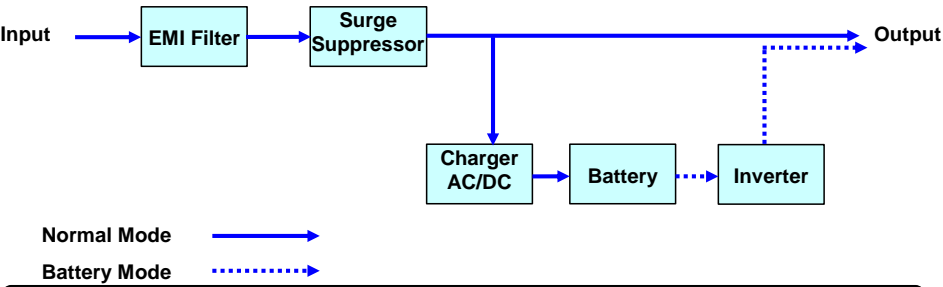 Input
EMI Filter
Surge
Suppressor
Output
Charger
AC/DC
Battery
Inverter
Normal Mode
Battery Mode